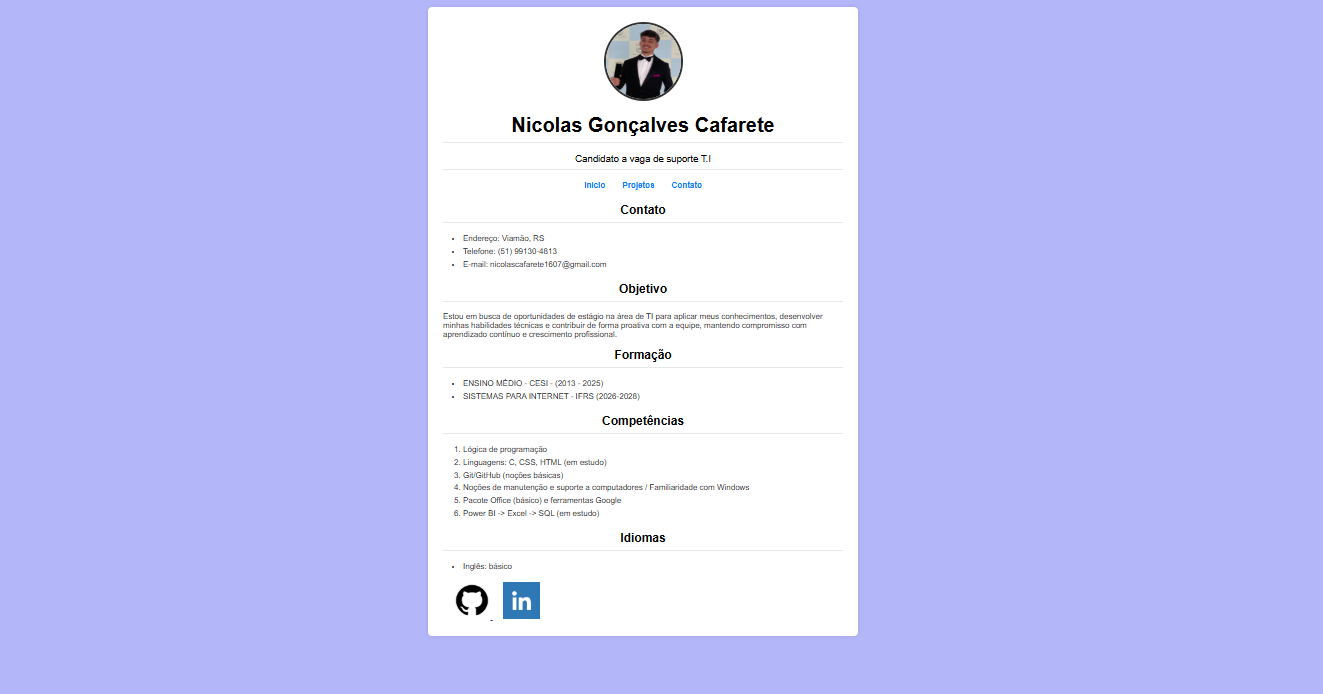 Nicolas Gonçalves Cafarete
Candidato a vaga de suporte T.I
Inicio Projetos Contato
Contato
Endereço: Viamão, RS
Telefone: (51) 99130-4813
E-mail: nicolascafarete1607@gmail.com
Objetivo
Estou em busca de oportunidades de estágio na área de TI para aplicar meus conhecimentos, desenvolver
minhas habilidades técnicas e contribuir de forma proativa com a equipe, mantendo compromisso com
aprendizado contínuo e crescimento profissional.
Formação
ENSINO MÉDIO - CESI - (2013 - 2025)
SISTEMAS PARA INTERNET - IFRS (2026-2028)
Competências
1. Lógica de programação
2. Linguagens: C, CSS, HTML (em estudo)
3. Git/GitHub (noções básicas)
4. Noções de manutenção e suporte a computadores / Familiaridade com Windows
5. Pacote Office (básico) e ferramentas Google
6. Power BI -> Excel -> SQL (em estudo)
Idiomas
Inglês: básico
in